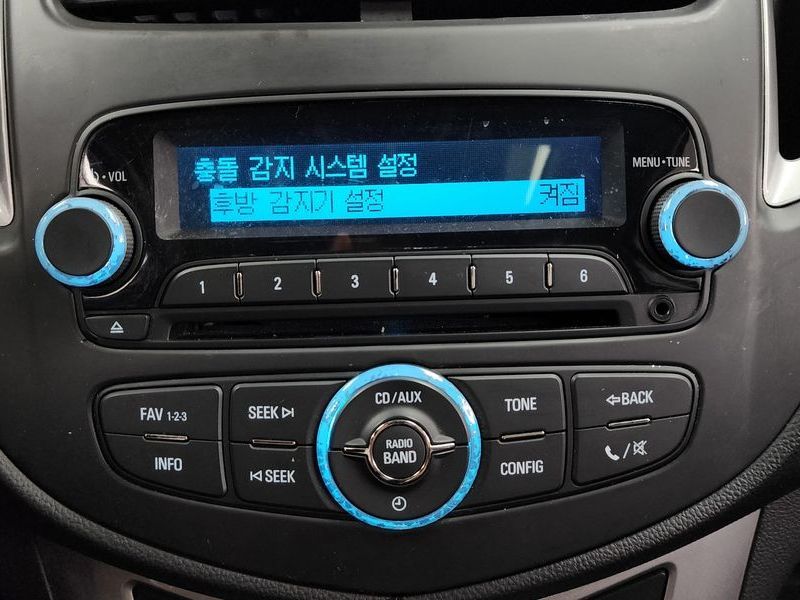 충돌 감지 시스템 설정
후방 감지기 설정 켜짐
•VOL
MENU•TUNE
1 2 3 4 5 6
FAV 1-2-3
SEEK
CD/AUX
TONE
BACK
RADIO
BAND
INFO
SEEK
CONFIG